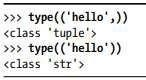 >>> type(('hello',))
<class 'tuple'>
>>> type(('hello'))
<class 'str'>